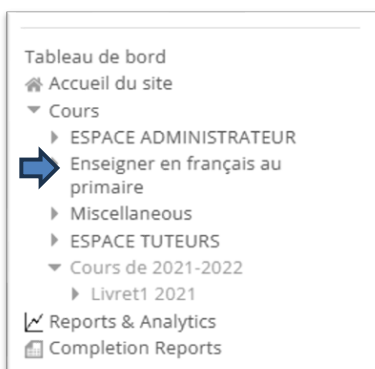 Tableau de bord
Accueil du site
Cours
ESPACE ADMINISTRATEUR
Enseigner en français au
primaire
Miscellaneous
ESPACE TUTEURS
Cours de 2021-2022
Livret1 2021
Reports & Analytics
Completion Reports